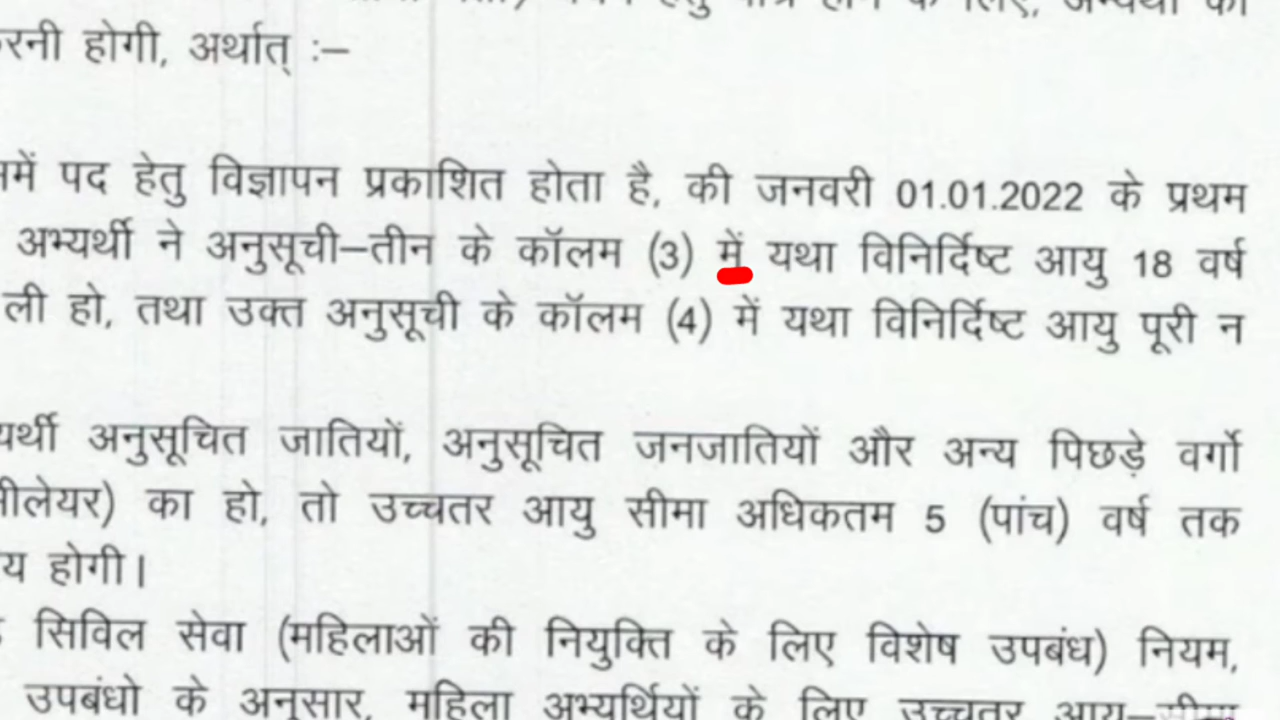 होगी, अर्थात् :–
पद हेतु विज्ञापन प्रकाशित होता है, की जनवरी 01.01.2022 के प्रथम
अभ्यर्थी ने अनुसूची–तीन के कॉलम (3) में यथा विनिर्दिष्ट आयु 18 वर्ष
ली हो, तथा उक्त अनुसूची के कॉलम (4) में यथा विनिर्दिष्ट आयु पूरी न
अनुसूचित जातियों, अनुसूचित जनजातियों और अन्य पिछड़े वर्गो
का हो, तो उच्चतर आयु सीमा अधिकतम 5 (पांच) वर्ष तक
होगी।
सिविल सेवा (महिलाओं की नियुक्ति के लिए विशेष उपबंध) नियम,
उपबंधो के अनुसार, महिला अभ्यर्थियों के लिए उच्चतर आयु–सीमा